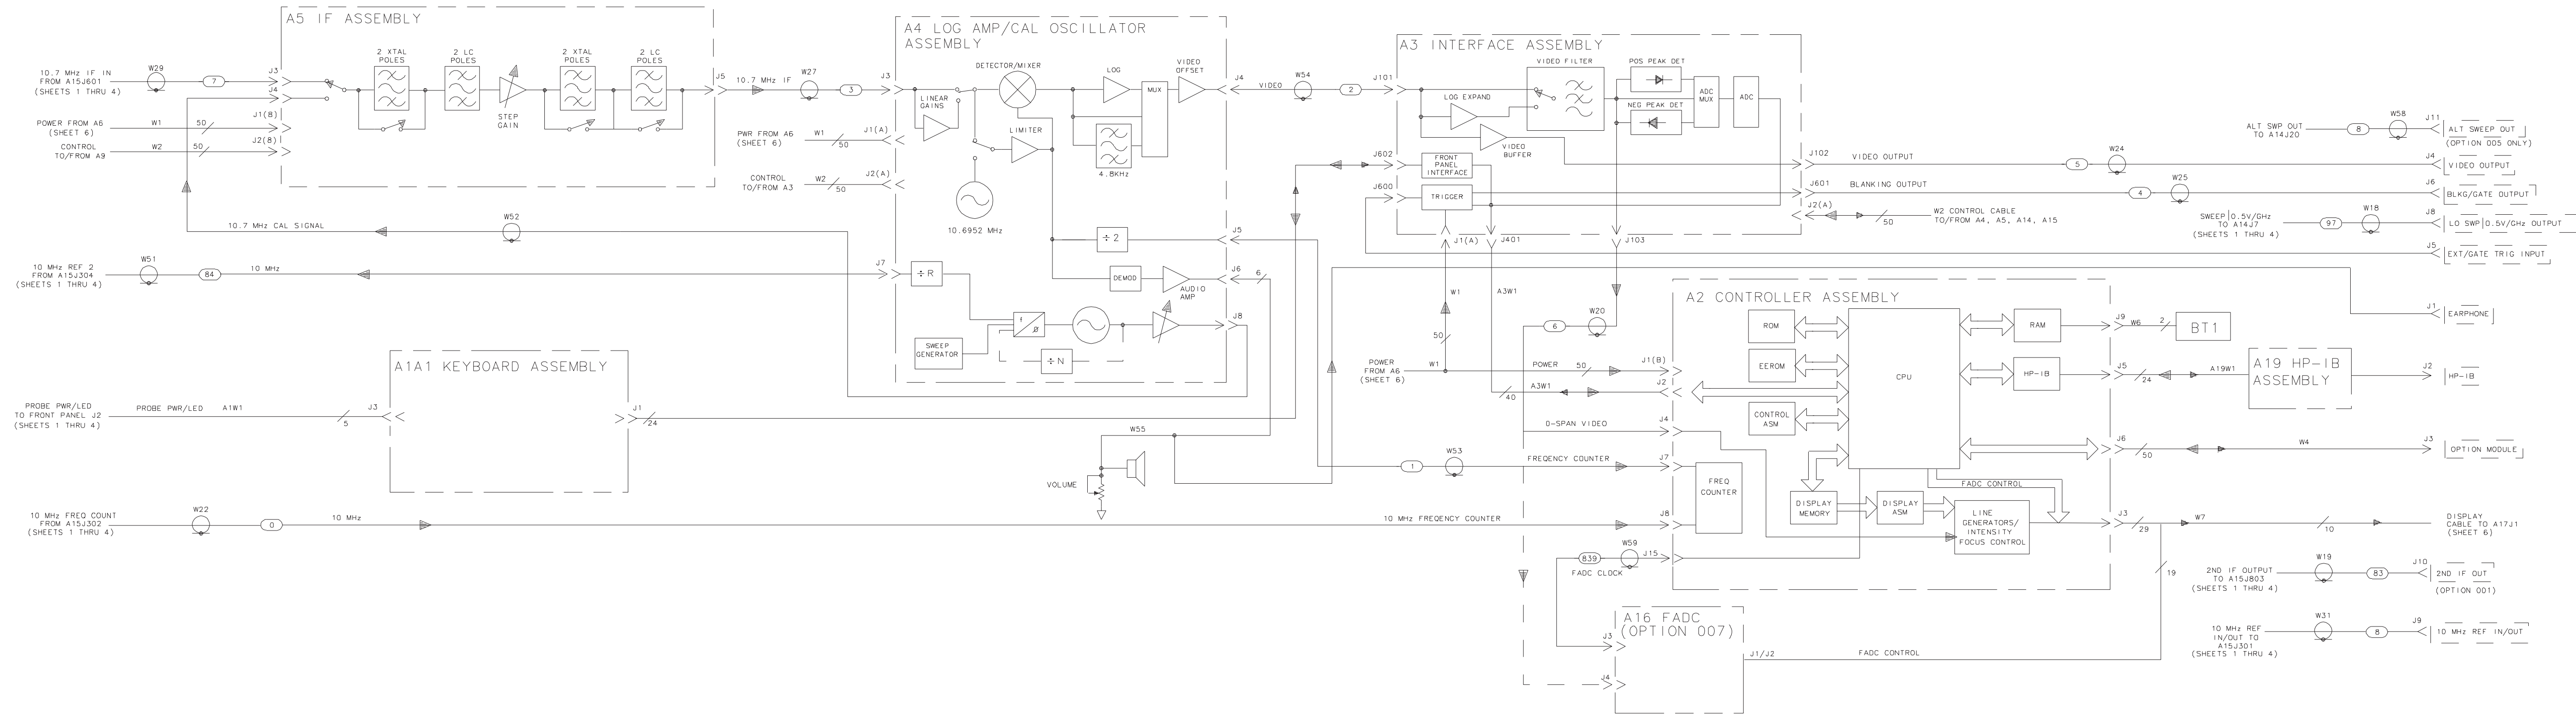 A5 IF ASSEMBLY
10.7 MHz IF IN
FROM A15J601
(SHEETS 1 THRU 4)
W29
7
J3
J4
POWER FROM A6
(SHEET 6)
W1
50
J1(B)
CONTROL
TO/FROM A9
W2
50
J2(B)
2 XTAL
POLES
2 LC
POLES
STEP
GAIN
2 XTAL
POLES
2 LC
POLES
J5
10.7 MHz IF
W27
3
J3
A4 LOG AMP/CAL OSCILLATOR
ASSEMBLY
LINEAR
GAINS
DETECTOR/MIXER
LIMITER
LOG
MUX
VIDEO
OFFSET
4.8KHz
10.6952 MHz
PWR FROM A6
(SHEET 6)
W1
50
J1(A)
CONTROL
TO/FROM A3
W2
50
J2(A)
J4
VIDEO
W54
2
J101
÷ 2
J5
DEMOD
AUDIO
AMP
J6
6
J7
÷ R
f
Ø
SWEEP
GENERATOR
÷ N
J8
10.7 MHz CAL SIGNAL
W52
10 MHz REF 2
FROM A15J304
(SHEETS 1 THRU 4)
W51
84
10 MHz
A3 INTERFACE ASSEMBLY
VIDEO FILTER
LOG EXPAND
VIDEO
BUFFER
POS PEAK DET
NEG PEAK DET
ADC
MUX
ADC
J602
FRONT
PANEL
INTERFACE
J600
TRIGGER
J1(A)
J401
J103
J102
VIDEO OUTPUT
5
W24
J4
VIDEO OUTPUT
J601
BLANKING OUTPUT
4
W25
J6
BLKG/GATE OUTPUT
J2(A)
50
W2 CONTROL CABLE
TO/FROM A4, A5, A14, A15
ALT SWP OUT
TO A14J20
8
W58
J11
ALT SWEEP OUT
(OPTION 005 ONLY)
SWEEP|0.5V/GHz
TO A14J7
(SHEETS 1 THRU 4)
97
W18
J8
LO SWP|0.5V/GHz OUTPUT
J5
EXT/GATE TRIG INPUT
J1
EARPHONE
A1A1 KEYBOARD ASSEMBLY
PROBE PWR/LED
TO FRONT PANEL J2
(SHEETS 1 THRU 4)
PROBE PWR/LED
A1W1
5
J3
J1
24
10 MHz FREQ COUNT
FROM A15J302
(SHEETS 1 THRU 4)
W22
0
10 MHz
10 MHz FREQENCY COUNTER
W55
VOLUME
1
W53
FREQENCY COUNTER
W1
A3W1
50
6
W20
POWER
FROM A6
(SHEET 6)
W1
POWER
50
J1(B)
40
A3W1
J2
D-SPAN VIDEO
J4
J7
J8
839
W59
J15
FADC CLOCK
A2 CONTROLLER ASSEMBLY
ROM
EEROM
CONTROL
ASM
CPU
RAM
HP-IB
FREQ
COUNTER
DISPLAY
MEMORY
DISPLAY
ASM
LINE
GENERATORS/
INTENSITY
FOCUS CONTROL
FADC CONTROL
J9
W6
2
BT1
J5
24
A19W1
A19 HP-IB
ASSEMBLY
J2
HP-IB
J6
50
W4
J3
OPTION MODULE
J3
29
W7
10
DISPLAY
CABLE TO A17J1
(SHEET 6)
19
2ND IF OUTPUT
TO A15J803
(SHEETS 1 THRU 4)
W19
83
J10
2ND IF OUT
(OPTION 001)
10 MHz REF
IN/OUT TO
A15J301
(SHEETS 1 THRU 4)
W31
8
J9
10 MHz REF IN/OUT
A16 FADC
(OPTION 007)
J3
J4
J1/J2
FADC CONTROL